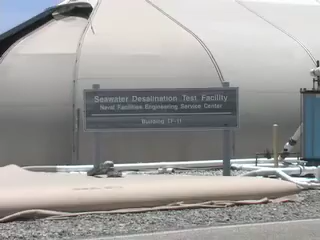 Seawater Desalination Test Facility
Naval Facilities Engineering Service Center
Building CF-11